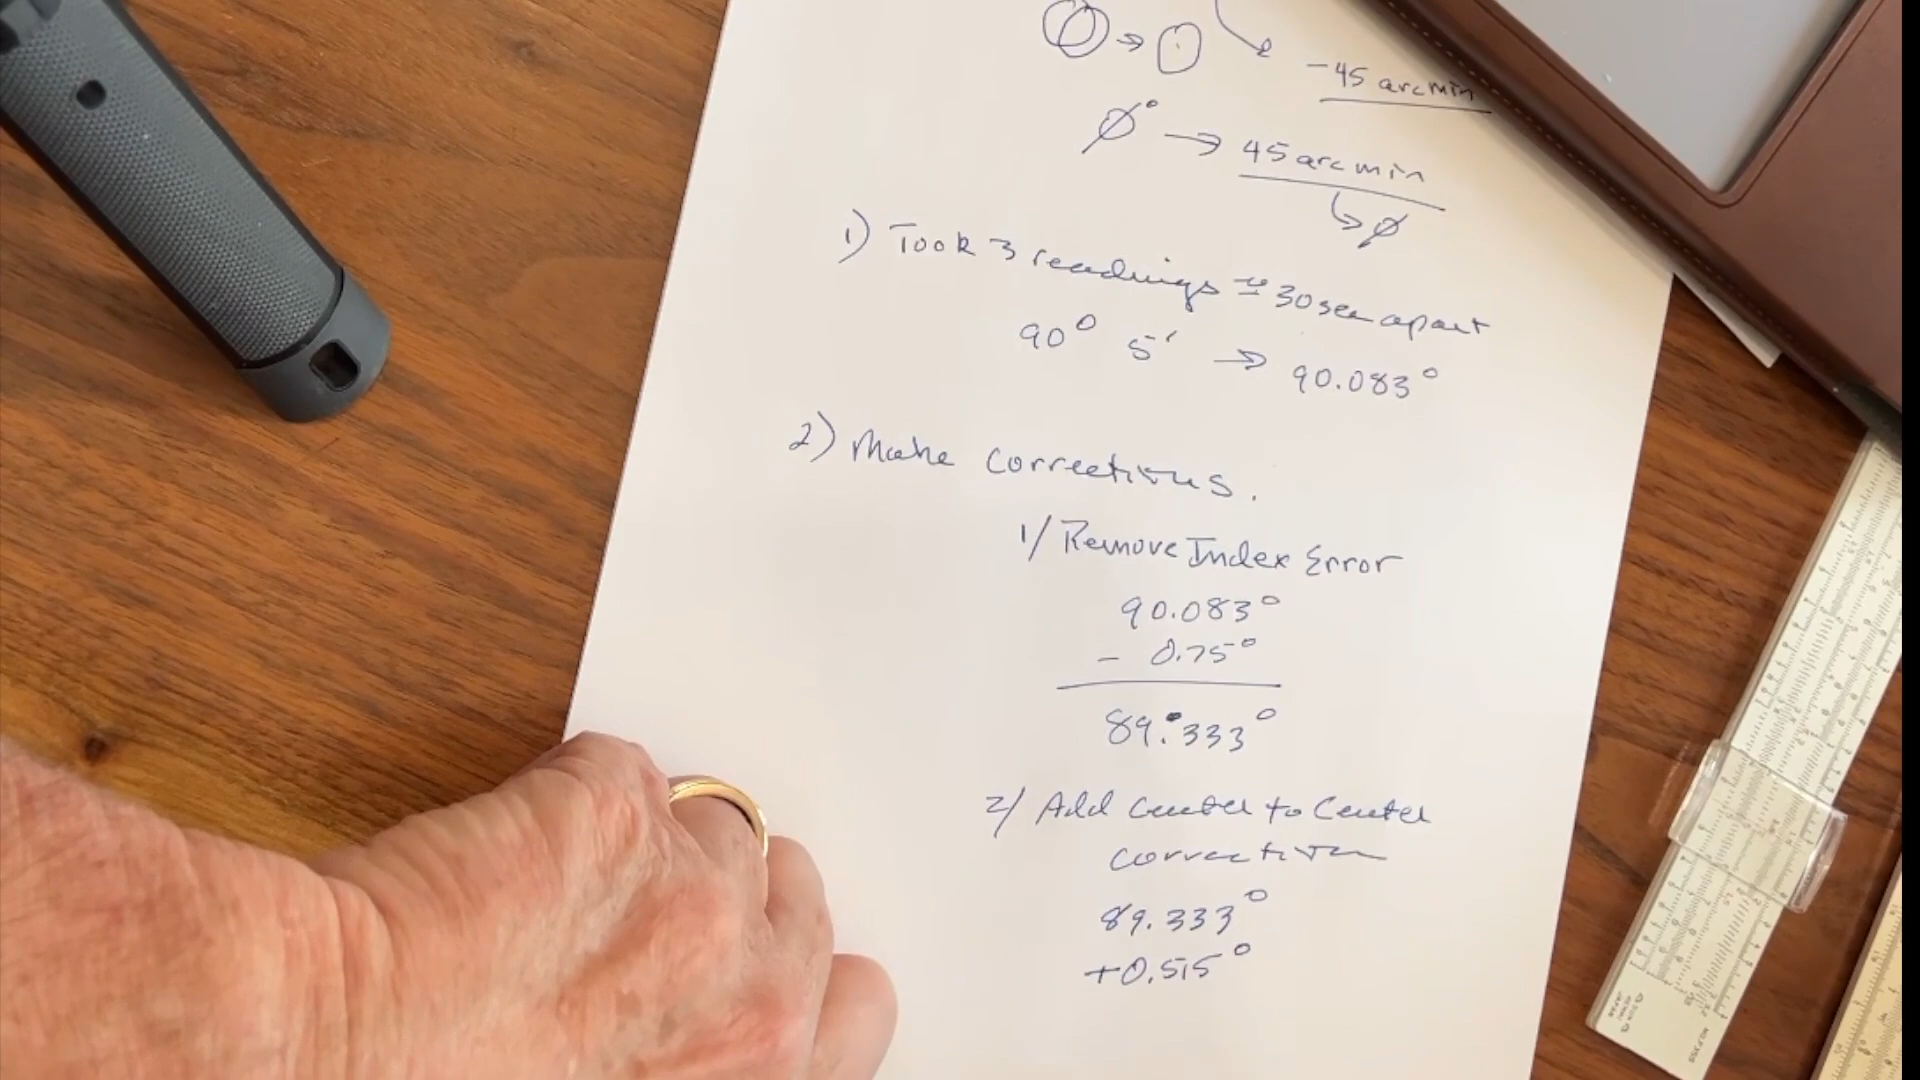 -45 arcmin
∅° → 45 arcmin
↳ ∅
1) Took 3 readings ≃ 30 sec apart
90° 5' → 90.083°
2) Make corrections.
1/ Remove Index Error
90.083°
- 0.75°
89.333°
2/ Add Center to Center
correction
89.333°
+0.515°